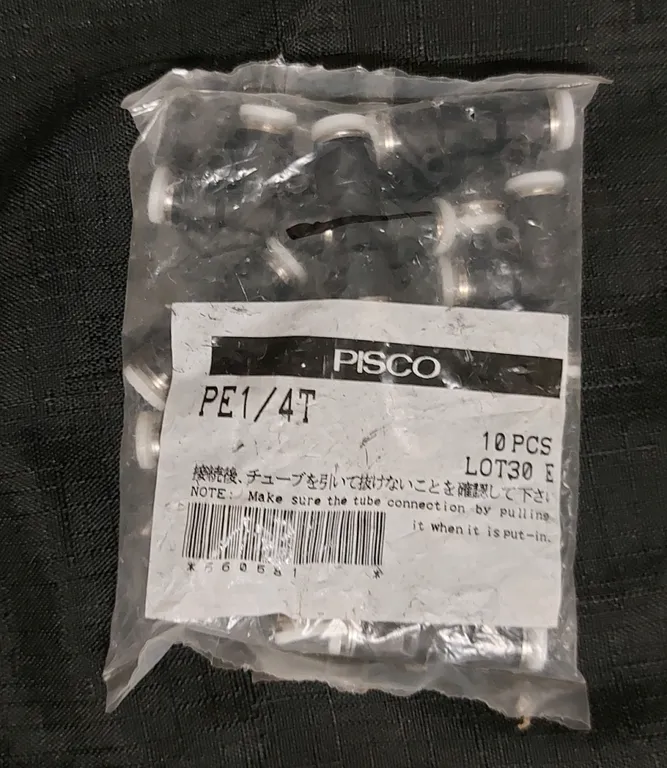 PISCO
PE1/4T
10 PCS
LOT30 E
接続後、チューブを引いて抜けないことを確認して下さい
NOTE: Make sure the tube connection by pulling
it when it is put-in.
*560581 *